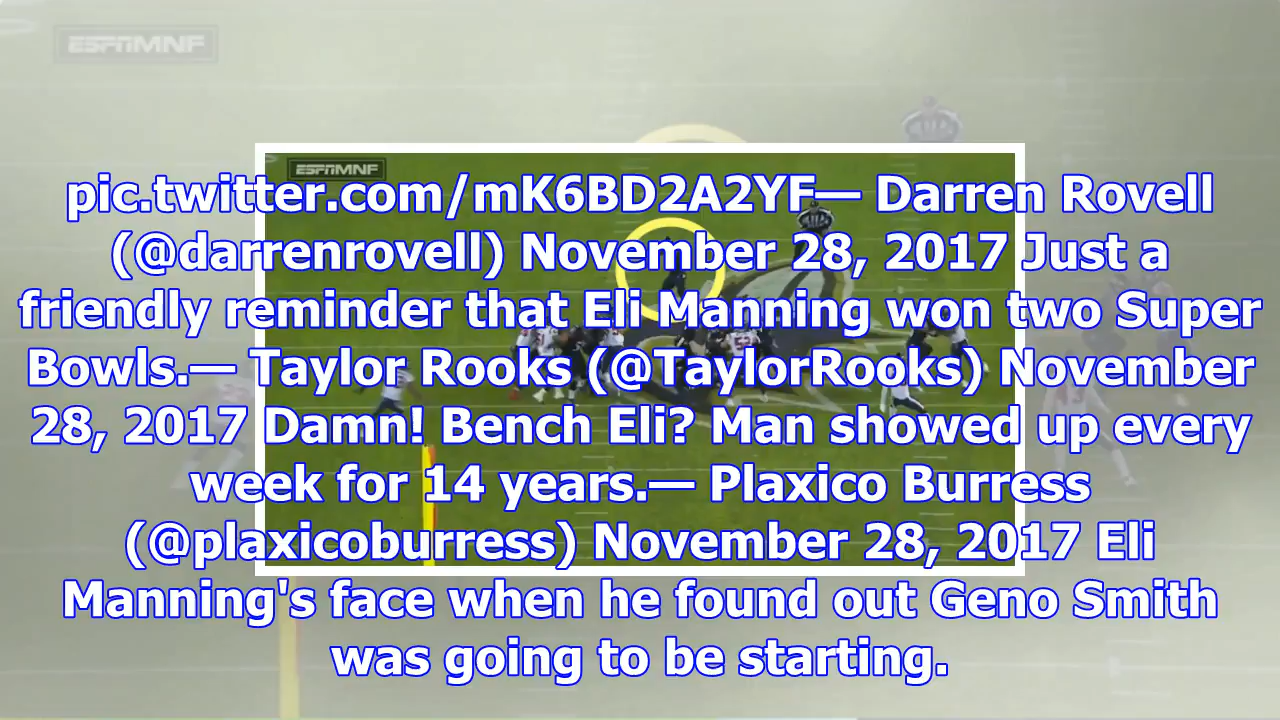 ESPNMNF
ESPNMNF
pic.twitter.com/mK6BD2A2YF— Darren Rovell
(@darrenrovell) November 28, 2017 Just a
friendly reminder that Eli Manning won two Super
Bowls.— Taylor Rooks (@TaylorRooks) November
28, 2017 Damn! Bench Eli? Man showed up every
week for 14 years.— Plaxico Burress
(@plaxicoburress) November 28, 2017 Eli
Manning's face when he found out Geno Smith
was going to be starting.